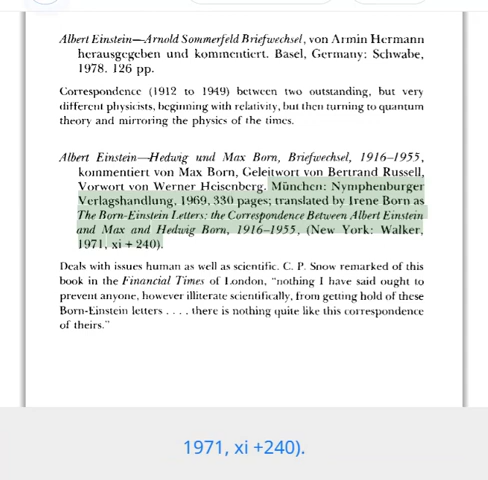 Albert Einstein—Arnold Sommerfeld Briefwechsel, von Armin Hermann
herausgegeben und kommentiert. Basel, Germany: Schwabe,
1978. 126 pp.
Correspondence (1912 to 1949) between two outstanding, but very
different physicists, beginning with relativity, but then turning to quantum
theory and mirroring the physics of the times.
Albert Einstein—Hedwig und Max Born, Briefwechsel, 1916–1955,
kommentiert von Max Born, Geleitwort von Bertrand Russell,
Vorwort von Werner Heisenberg. München: Nymphenburger
Verlagshandlung, 1969, 330 pages; translated by Irene Born as
The Born-Einstein Letters: the Correspondence Between Albert Einstein
and Max and Hedwig Born, 1916–1955, (New York: Walker,
1971, xi + 240).
Deals with issues human as well as scientific. C. P. Snow remarked of this
book in the Financial Times of London, “nothing I have said ought to
prevent anyone, however illiterate scientifically, from getting hold of these
Born-Einstein letters . . . . there is nothing quite like this correspondence
of theirs.”
1971, xi +240).